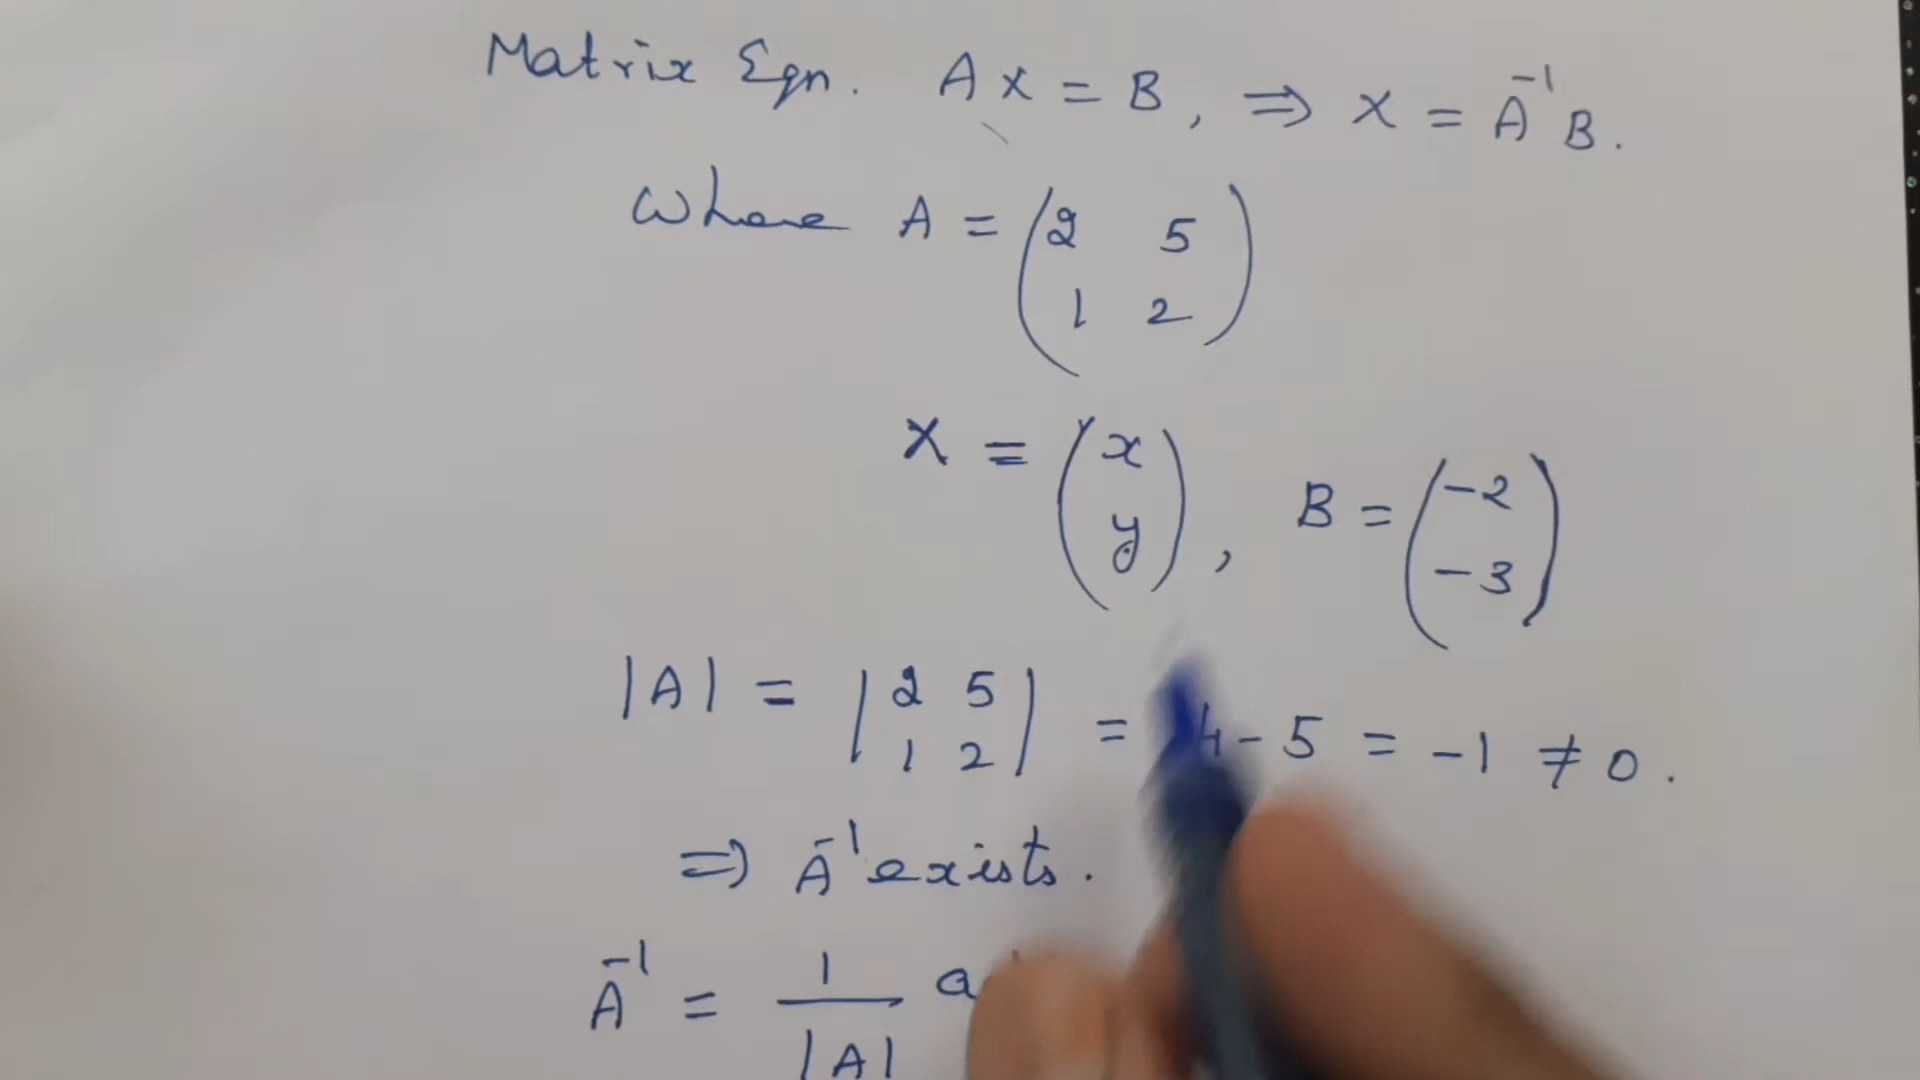 Matrix Eqn. AX = B, ⇒ X = A⁻¹B.
Where A = (2 5
1 2)
X = (x
y), B = (-2
-3)
|A| = |2 5
1 2| = 4 - 5 = -1 ≠ 0.
⇒ A⁻¹ exists.
A⁻¹ = 1
|A|